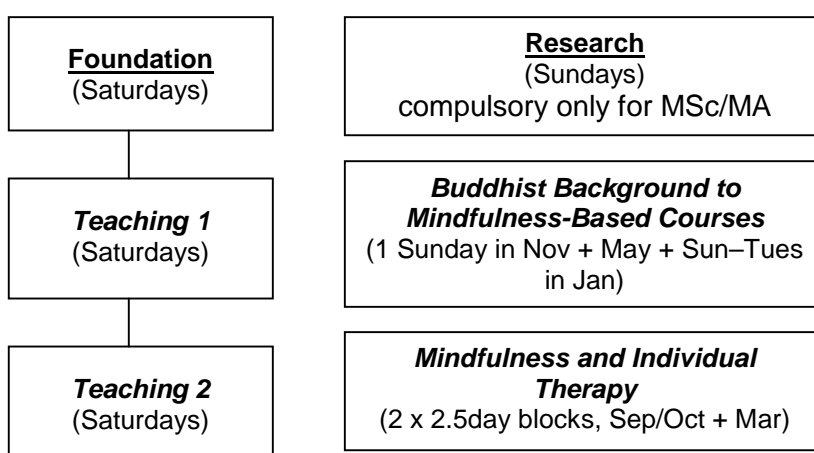 Foundation
(Saturdays)
Research
(Sundays)
compulsory only for MSc/MA
Teaching 1
(Saturdays)
Buddhist Background to
Mindfulness-Based Courses
(1 Sunday in Nov + May + Sun–Tues
in Jan)
Teaching 2
(Saturdays)
Mindfulness and Individual
Therapy
(2 x 2.5day blocks, Sep/Oct + Mar)